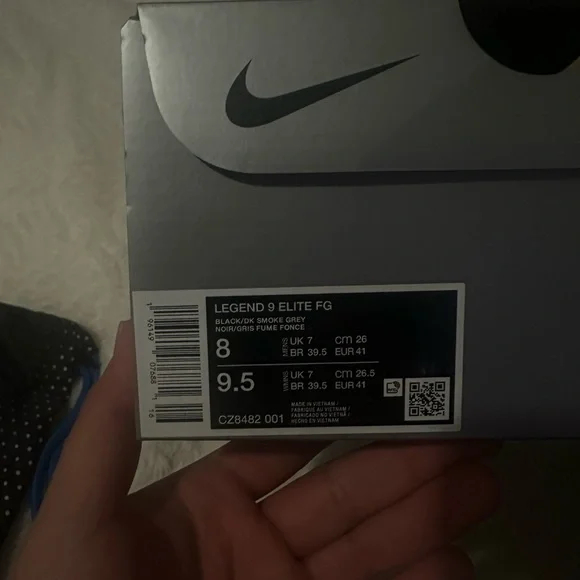 LEGEND 9 ELITE FG
BLACK/DK SMOKE GREY
NOIR/GRIS FUME FONCE
8 MENS UK 7 cm 26
BR 39.5 EUR 41
9.5 WMNS UK 7 cm 26.5
BR 39.5 EUR 41
MADE IN VIETNAM /
FABRIQUE AU VIETNAM /
FABRICADO NO VIETNÃ /
HECHO EN VIETNAM
CZ8482 001